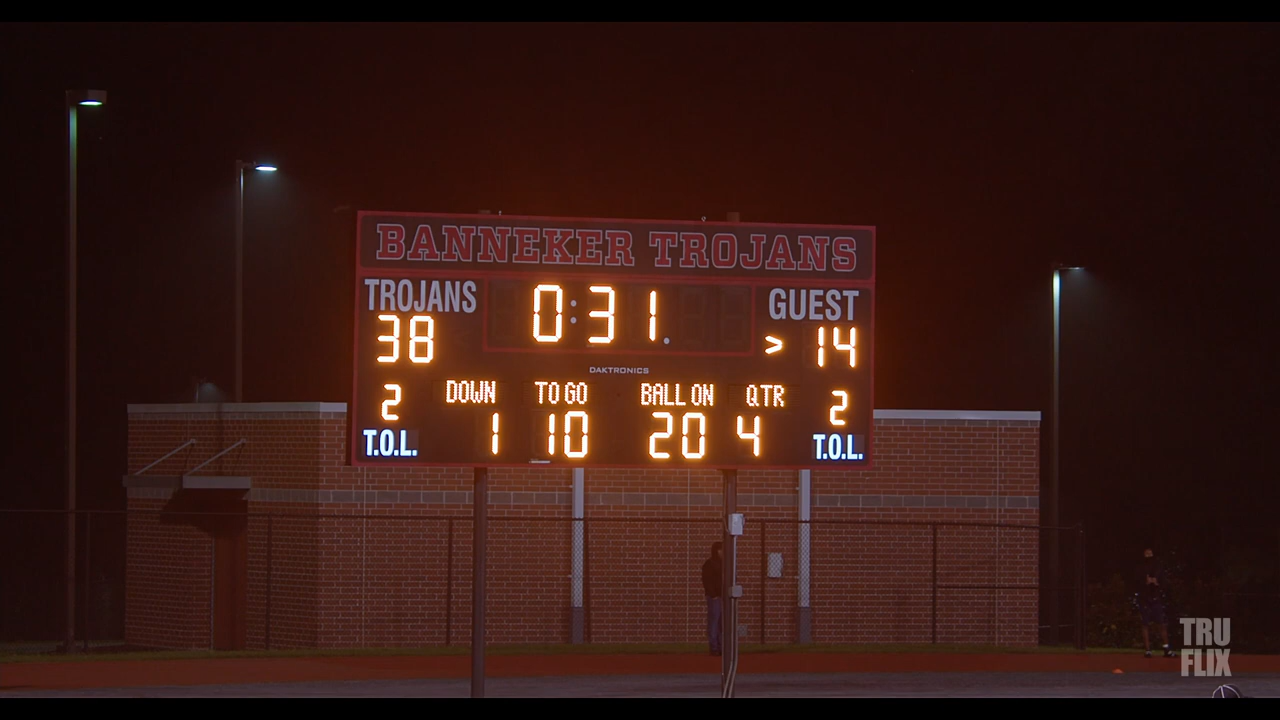 BANNEKER TROJANS
TROJANS 0:31. GUEST
38 > 14
DAKTRONICS
DOWN TO GO BALL ON QTR
2 1 10 20 4 2
T.O.L. T.O.L.
TRU
FLIX